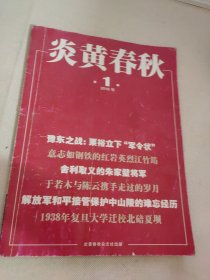 炎黄春秋
1
豫东之战：粟裕立下“军令状”
意志如钢铁的红岩英烈江竹筠
舍利取义的朱家璧将军
于若木与陈云携手走过的岁月
解放军和平接管保护中山陵的难忘经历
1938年复旦大学迁校北碚夏坝